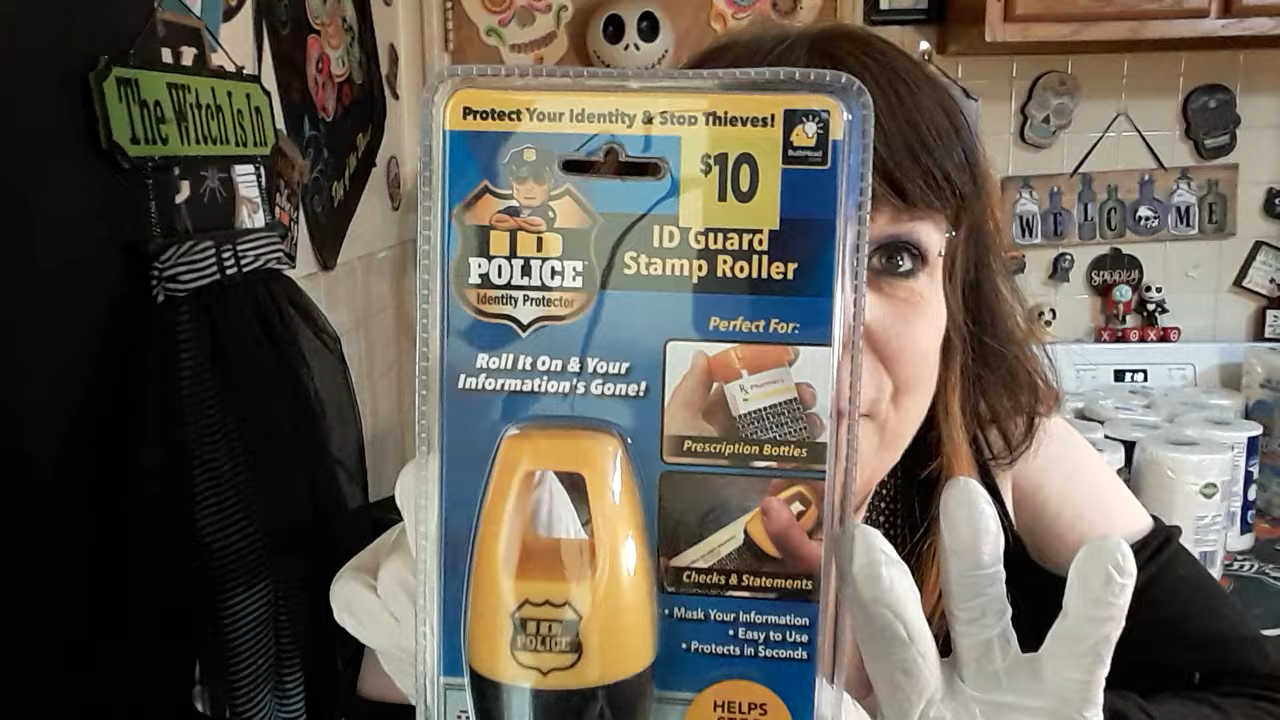 The Witch Is In
Protect Your Identity & Stop Thieves!
$10
ID
POLICE
Identity Protector
ID Guard
Stamp Roller
Perfect For:
Roll It On & Your
Information's Gone!
Rx Pharmacy
Prescription Bottles
Checks & Statements
• Mask Your Information
• Easy to Use
• Protects in Seconds
ID
POLICE
HELPS
WELCOME
SPOOKY
XOXO